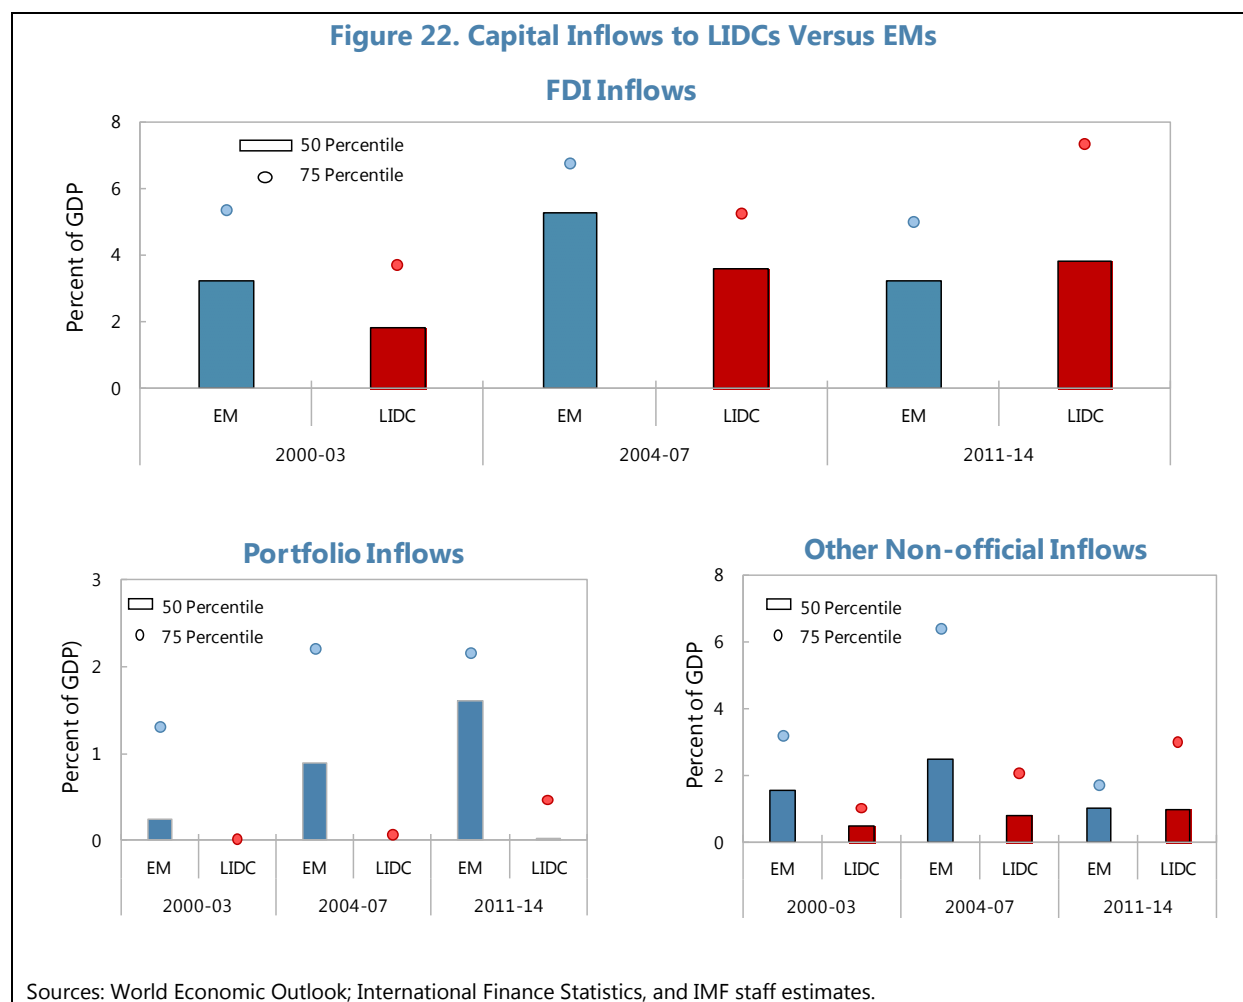 Figure 22. Capital Inflows to LIDCs Versus EMs
FDI Inflows
Percent of GDP
8
6
4
2
0
50 Percentile
75 Percentile
EM LIDC EM LIDC EM LIDC
2000-03 2004-07 2011-14
Portfolio Inflows
Percent of GDP)
3
2
1
0
50 Percentile
75 Percentile
EM LIDC EM LIDC EM LIDC
2000-03 2004-07 2011-14
Other Non-official Inflows
Percent of GDP
8
6
4
2
0
50 Percentile
75 Percentile
EM LIDC EM LIDC EM LIDC
2000-03 2004-07 2011-14
Sources: World Economic Outlook; International Finance Statistics, and IMF staff estimates.